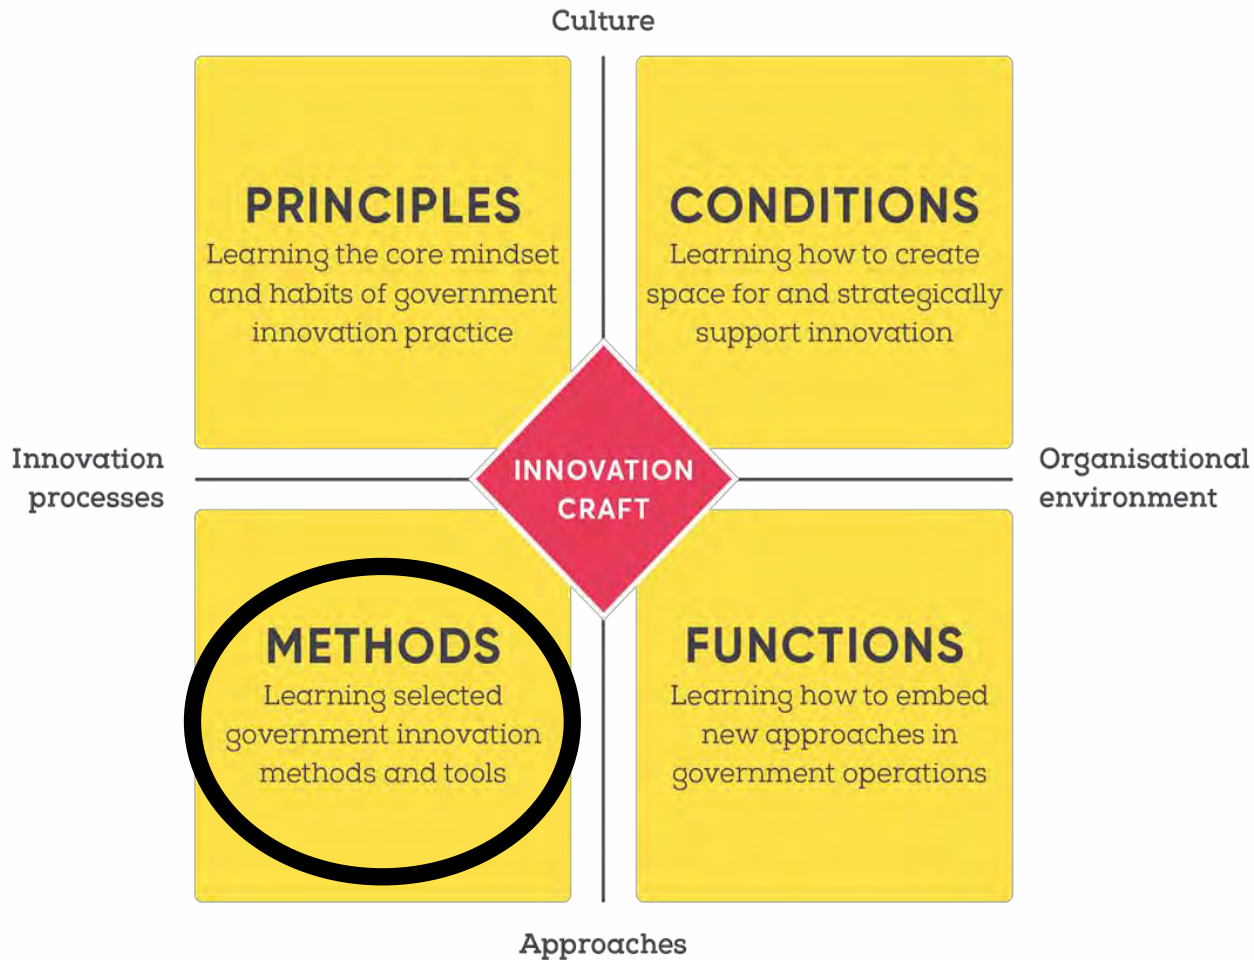 Culture
PRINCIPLES
Learning the core mindset
and habits of government
innovation practice
CONDITIONS
Learning how to create
space for and strategically
support innovation
Innovation
processes
INNOVATION
CRAFT
Organisational
environment
METHODS
Learning selected
government innovation
methods and tools
FUNCTIONS
Learning how to embed
new approaches in
government operations
Approaches